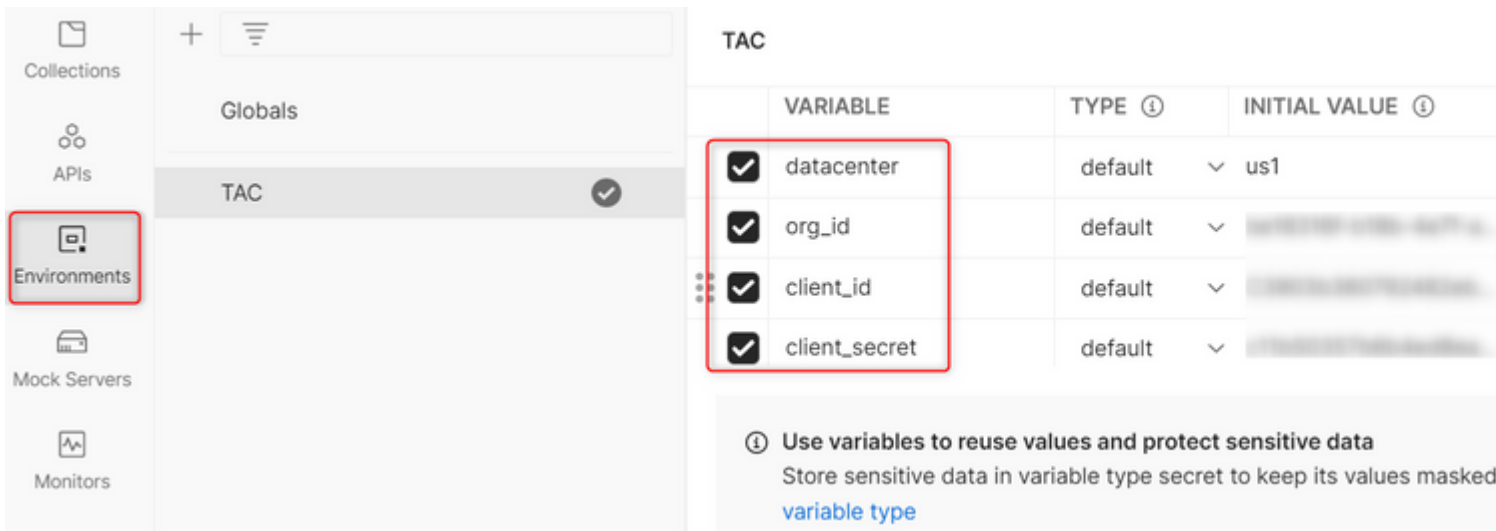 Collections
APIs
Environments
Mock Servers
Monitors
Globals
TAC
TAC
VARIABLE TYPE INITIAL VALUE
datacenter default us1
org_id default
client_id default
client_secret default
Use variables to reuse values and protect sensitive data
Store sensitive data in variable type secret to keep its values masked
variable type